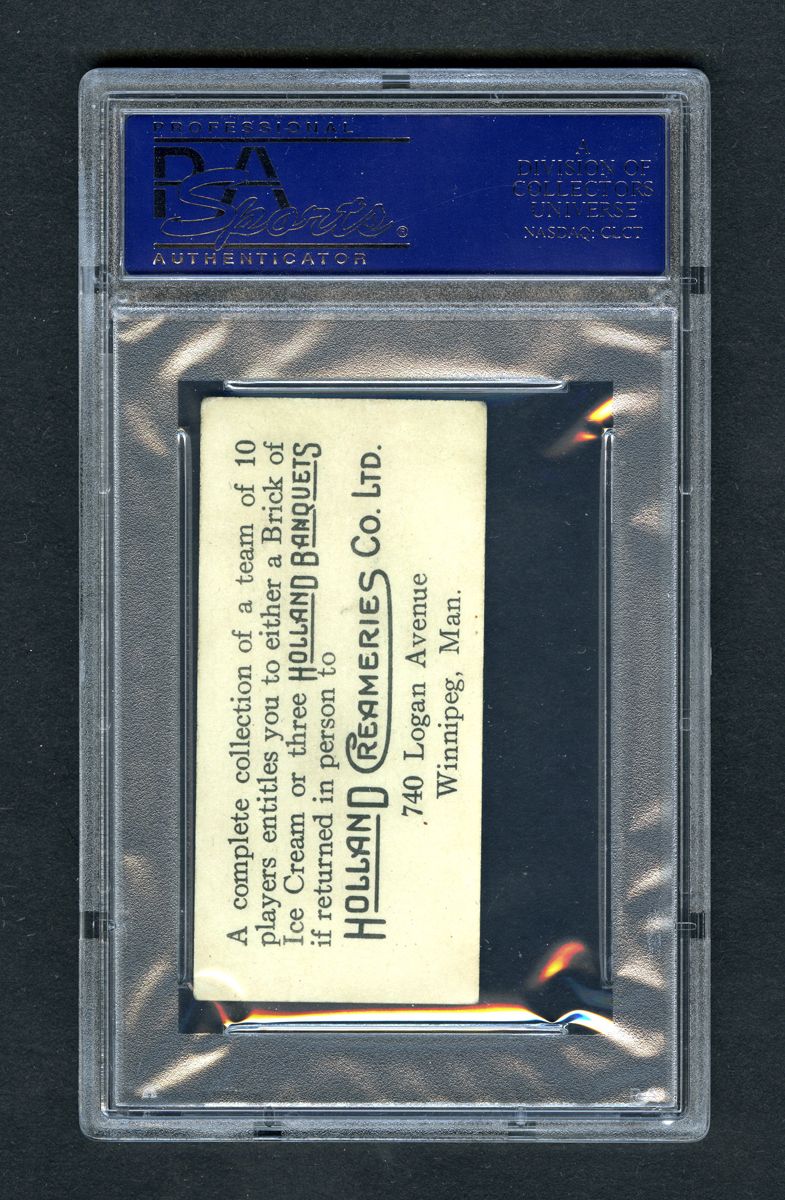 PROFESSIONAL
PSA
Sports®
AUTHENTICATOR
A
DIVISION OF
COLLECTORS
UNIVERSE
NASDAQ: CLCT
A complete collection of a team of 10
players entitles you to either a Brick of
Ice Cream or three HOLLAND BANQUETS
if returned in person to
HOLLAND CREAMERIES CO. LTD.
740 Logan Avenue
Winnipeg, Man.